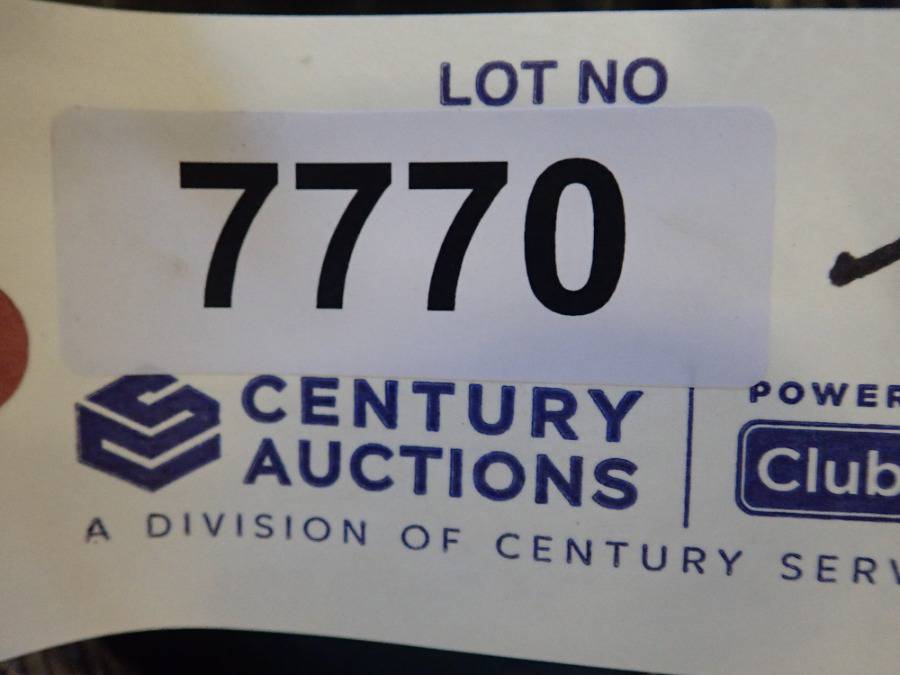 LOT NO
7770
CENTURY
AUCTIONS
POWER
Club
A DIVISION OF CENTURY SERV